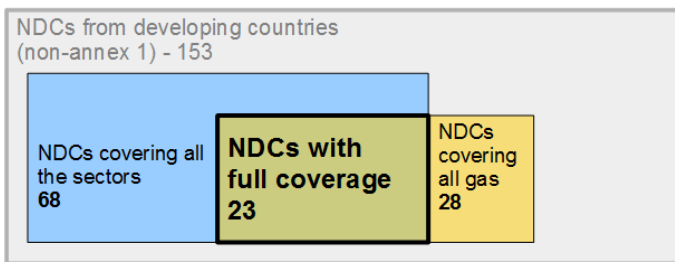 NDCs from developing countries
(non-annex 1) - 153
NDCs covering all
the sectors
68
NDCs with
full coverage
23
NDCs
covering
all gas
28